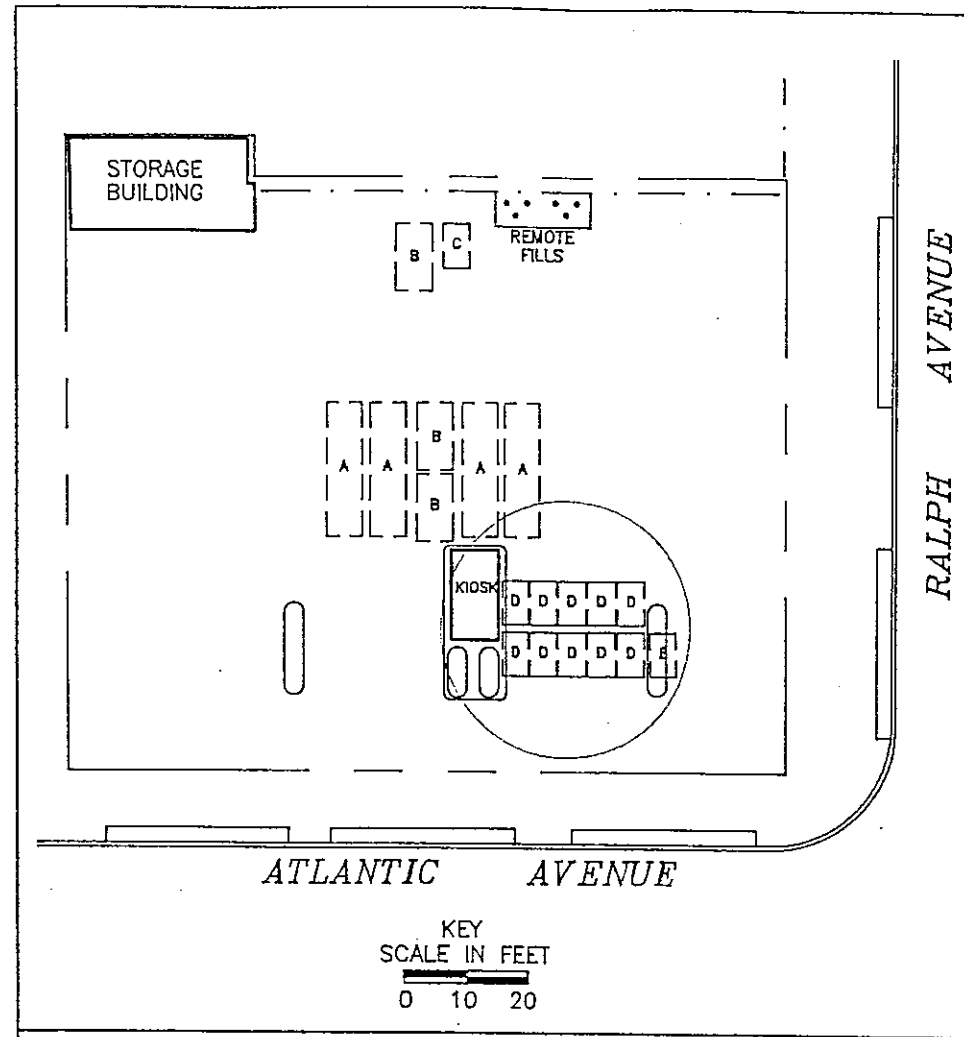 STORAGE
BUILDING
REMOTE
FILLS
B
C
RALPH AVENUE
A
A
B
A
A
B
KIOSK
D
D
D
D
D
D
D
D
D
D
E
ATLANTIC AVENUE
KEY
SCALE IN FEET
0 10 20